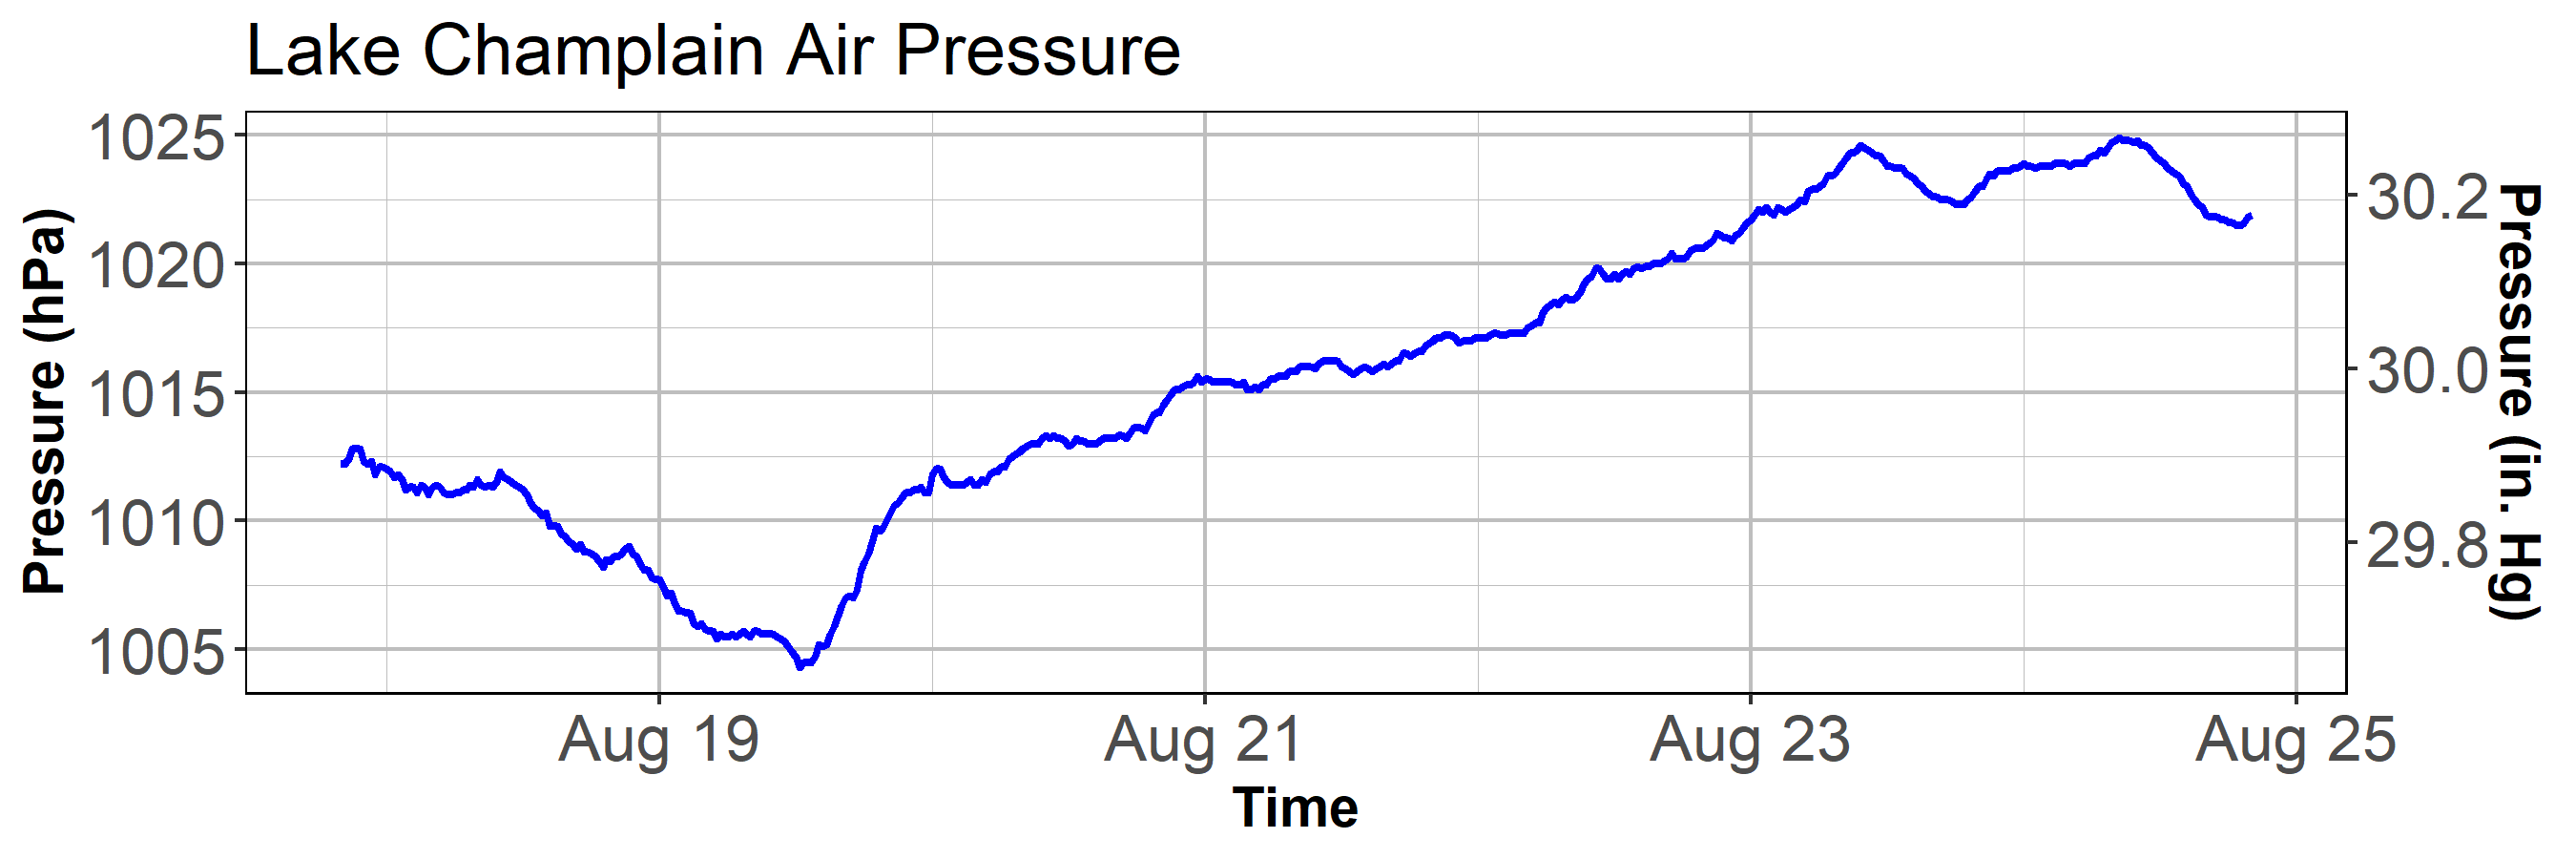 Lake Champlain Air Pressure
1025
1020
1015
1010
1005
Pressure (hPa)
30.2
30.0
29.8
Pressure (in. Hg)
Aug 19
Aug 21
Aug 23
Aug 25
Time